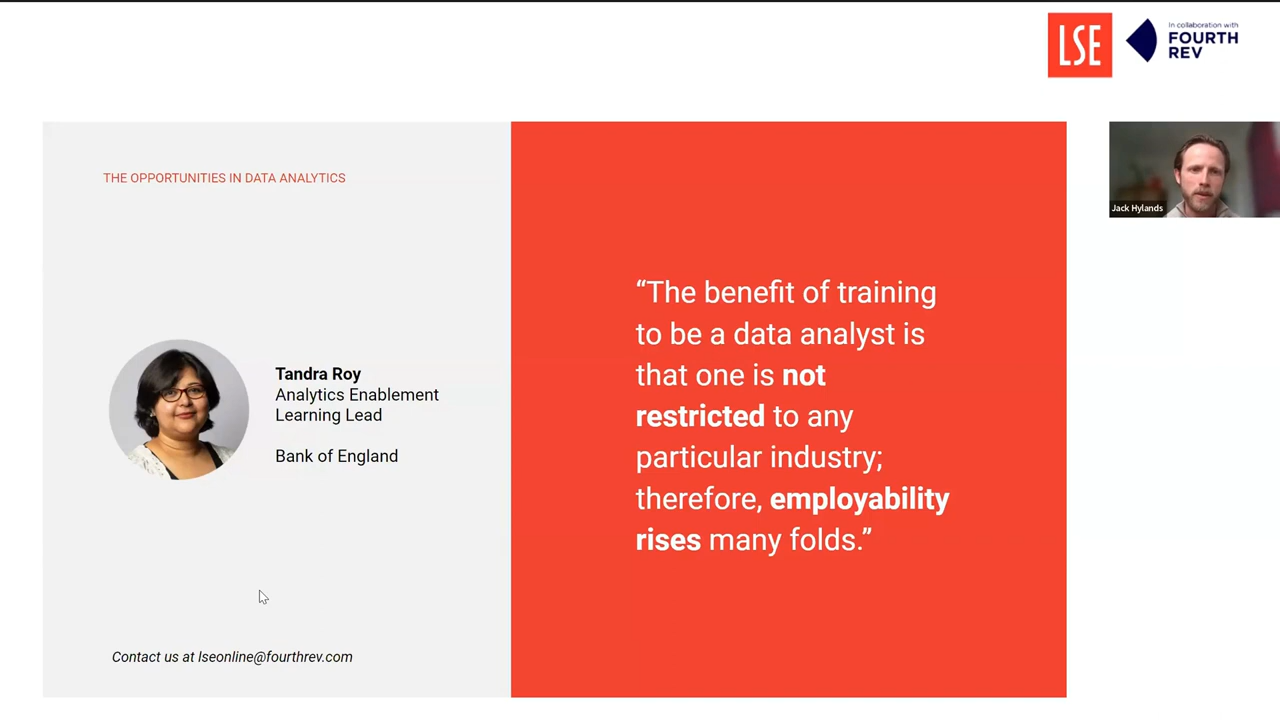 LSE
In collaboration with
FOURTH
REV
THE OPPORTUNITIES IN DATA ANALYTICS
Jack Hylands
“The benefit of training
to be a data analyst is
that one is not
restricted to any
particular industry;
therefore, employability
rises many folds.”
Tandra Roy
Analytics Enablement
Learning Lead
Bank of England
Contact us at lseonline@fourthrev.com